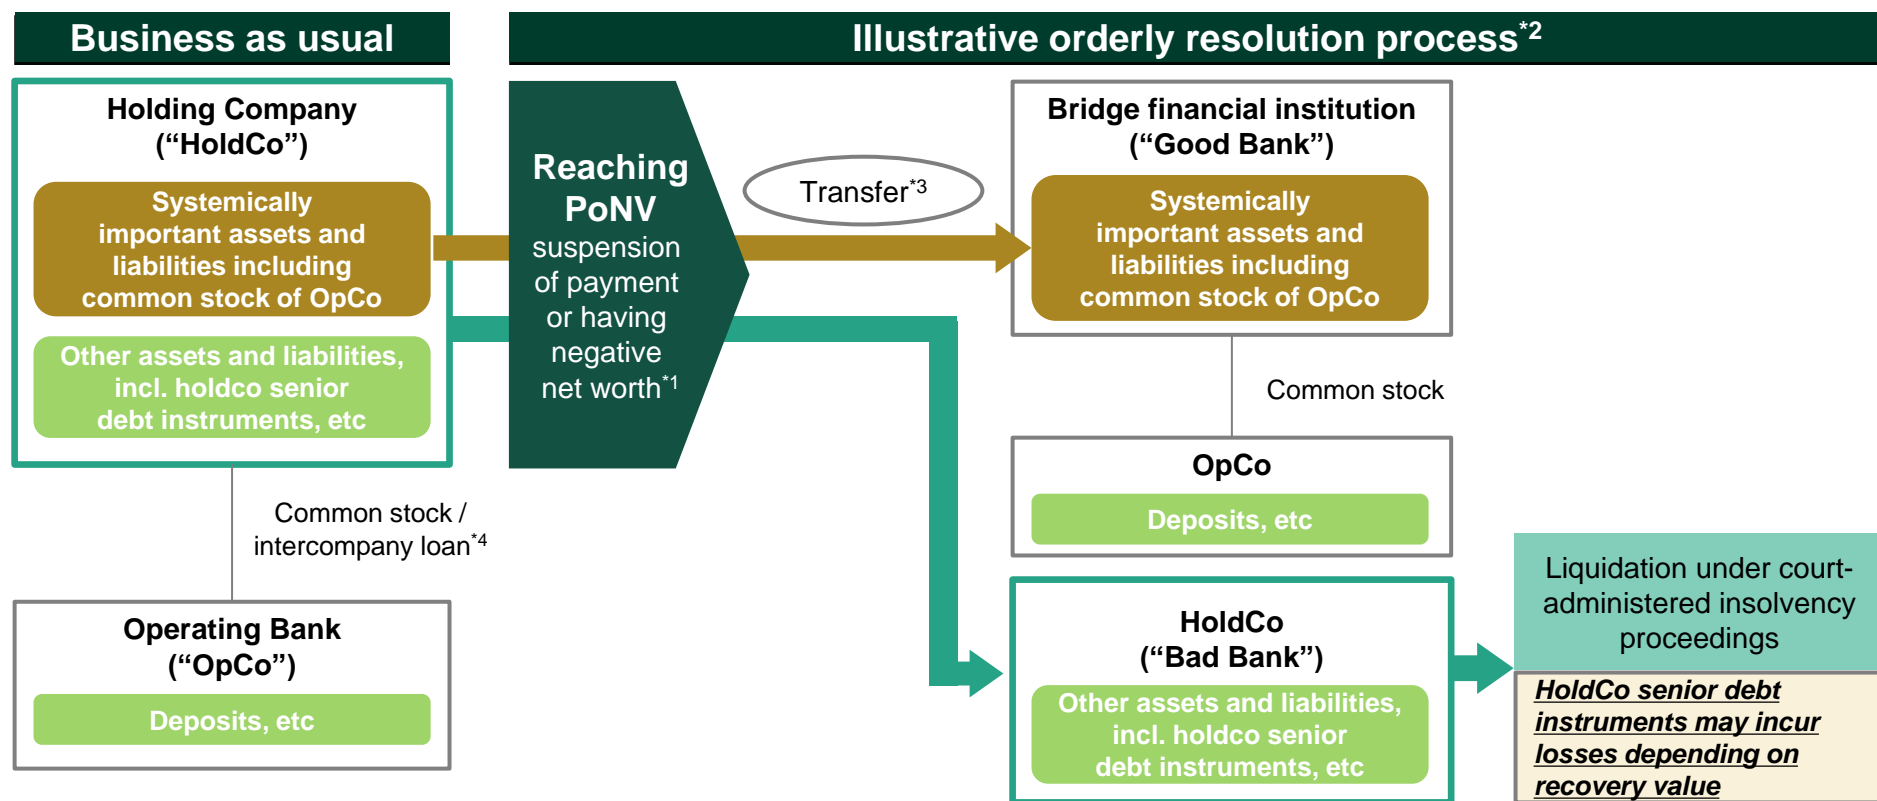 Business as usual
Illustrative orderly resolution process*2
Holding Company
(“HoldCo”)
Systemically
important assets and
liabilities including
common stock of OpCo
Other assets and liabilities,
incl. holdco senior
debt instruments, etc
Common stock /
intercompany loan*4
Operating Bank
(“OpCo”)
Deposits, etc
Reaching
PoNV
suspension
of payment
or having
negative
net worth*1
Transfer*3
Bridge financial institution
(“Good Bank”)
Systemically
important assets and
liabilities including
common stock of OpCo
Common stock
OpCo
Deposits, etc
HoldCo
(“Bad Bank”)
Other assets and liabilities,
incl. holdco senior
debt instruments, etc
Liquidation under court-
administered insolvency
proceedings
HoldCo senior debt
instruments may incur
losses depending on
recovery value